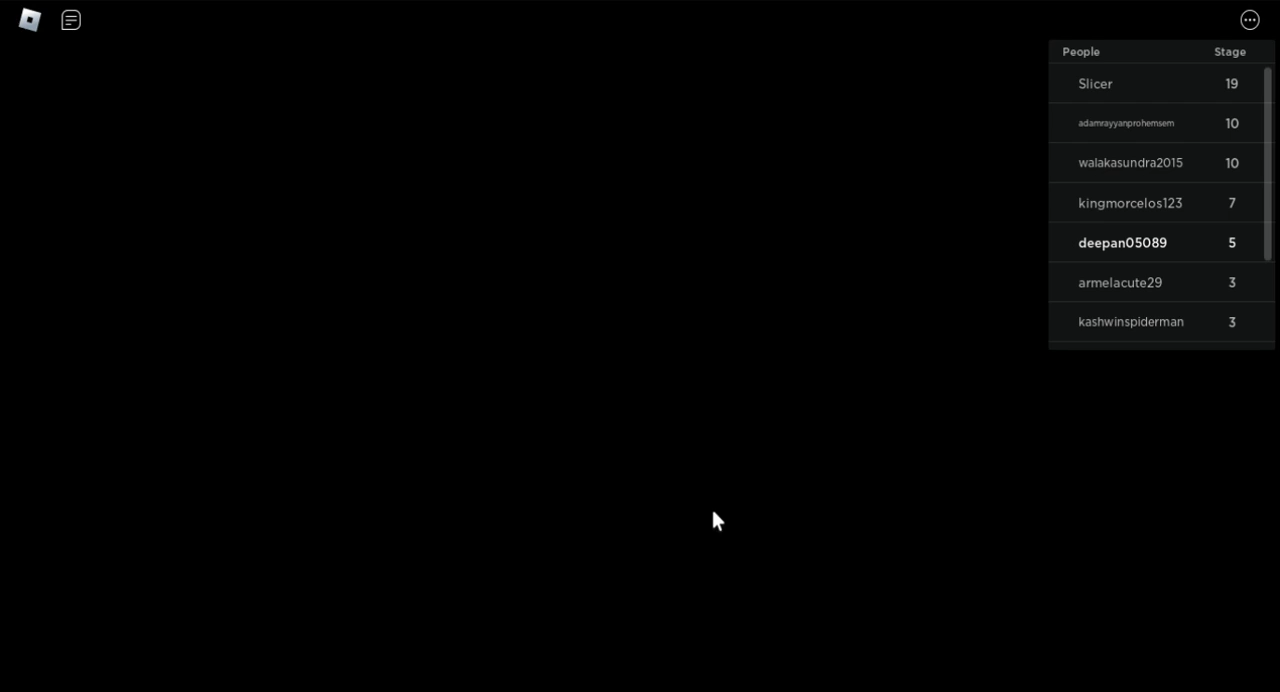 People Stage
Slicer 19
adamrayyanprohemsem 10
walakasundra2015 10
kingmorcelos123 7
deepan05089 5
armelacute29 3
kashwinspiderman 3